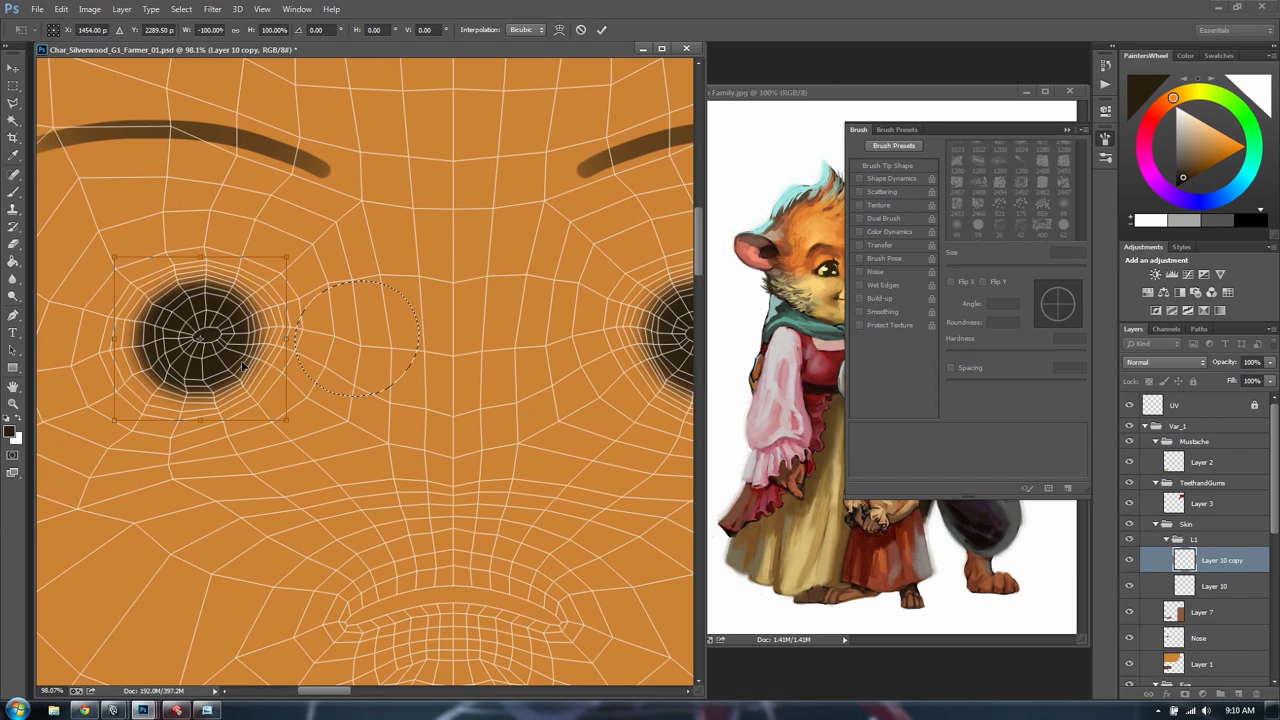 Ps File Edit Image Layer Type Select Filter 3D View Window Help
X: 1454.00 px Y: 2289.50 px W: -100.00% H: 100.00% 0.00 ° H: 0.00 ° V: 0.00 ° Interpolation: Bicubic Essentials
Char_Silverwood_G1_Farmer_01.psd @ 98.1% (Layer 10 copy, RGB/8#) *
Family.jpg @ 100% (RGB/8)
Brush Brush Presets
Brush Presets
Brush Tip Shape
Shape Dynamics
Scattering
Texture
Dual Brush
Color Dynamics
Transfer
Brush Pose
Noise
Wet Edges
Build-up
Smoothing
Protect Texture
Size
Flip X Flip Y
Angle:
Roundness:
Hardness
Spacing
PaintersWheel Color Swatches
Adjustments Styles
Add an adjustment
Layers Channels Paths
Kind
Normal Opacity: 100%
Lock: Fill: 100%
UV
Var_1
Mustache
Layer 2
TeethandGums
Layer 3
Skin
L1
Layer 10 copy
Layer 10
Layer 7
Nose
Layer 1
Eye
98.07% Doc: 192.0M/397.2M
Doc: 1.41M/1.41M
9:10 AM